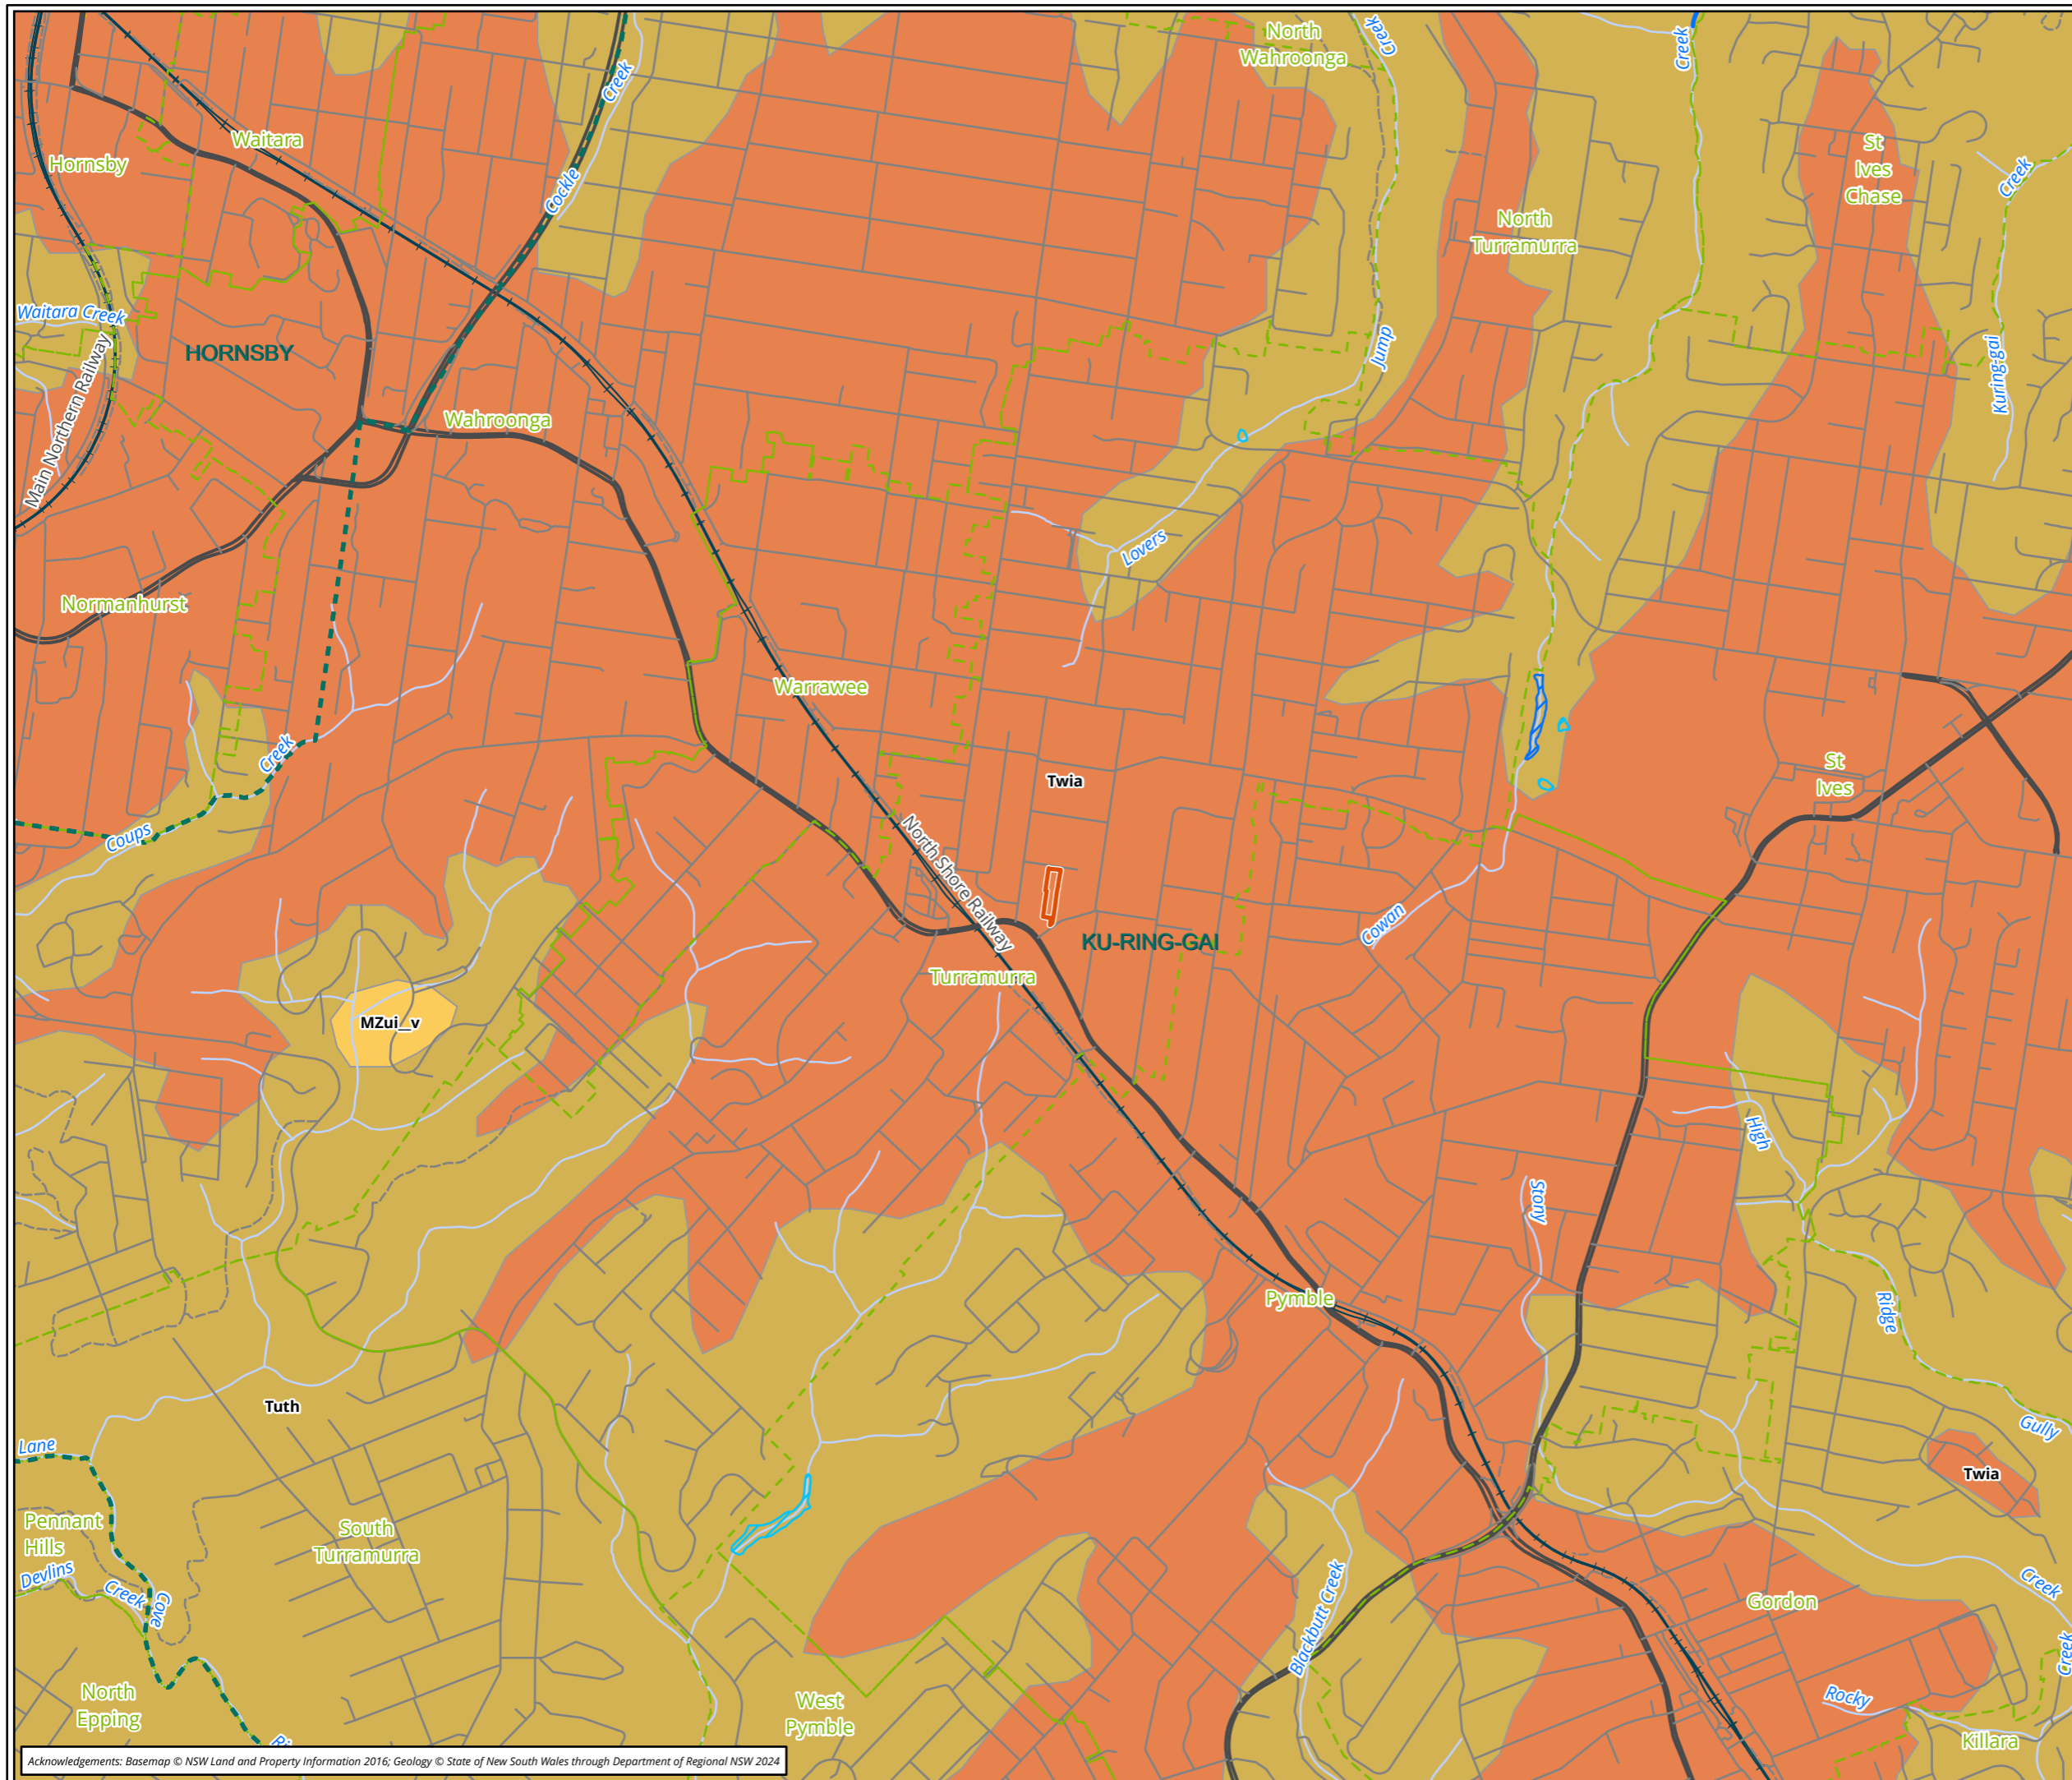 North
Wahroonga
Creek
Creek
Creek
Waitara
Hornsby
St
Ives
Chase
Creek
Cockle
North
Turramurra
Waitara Creek
HORNSBY
Jump
Kuring-gai
Main Northern Railway
Wahroonga
Lovers
Normanhurst
Warrawee
Creek
Twia
St
Ives
Coups
North Shore Railway
Cowan
KU-RING-GAI
Turramurra
MZui__v
High
Stony
Pymble
Ridge
Tuth
Gully
Lane
Twia
Pennant
Hills
South
Turramurra
Devlins
Creek
Cove
Creek
Gordon
Blackbutt Creek
Creek
North
Epping
West
Pymble
Rocky
Killara
Ri
Acknowledgements: Basemap © NSW Land and Property Information 2016; Geology © State of New South Wales through Department of Regional NSW 2024